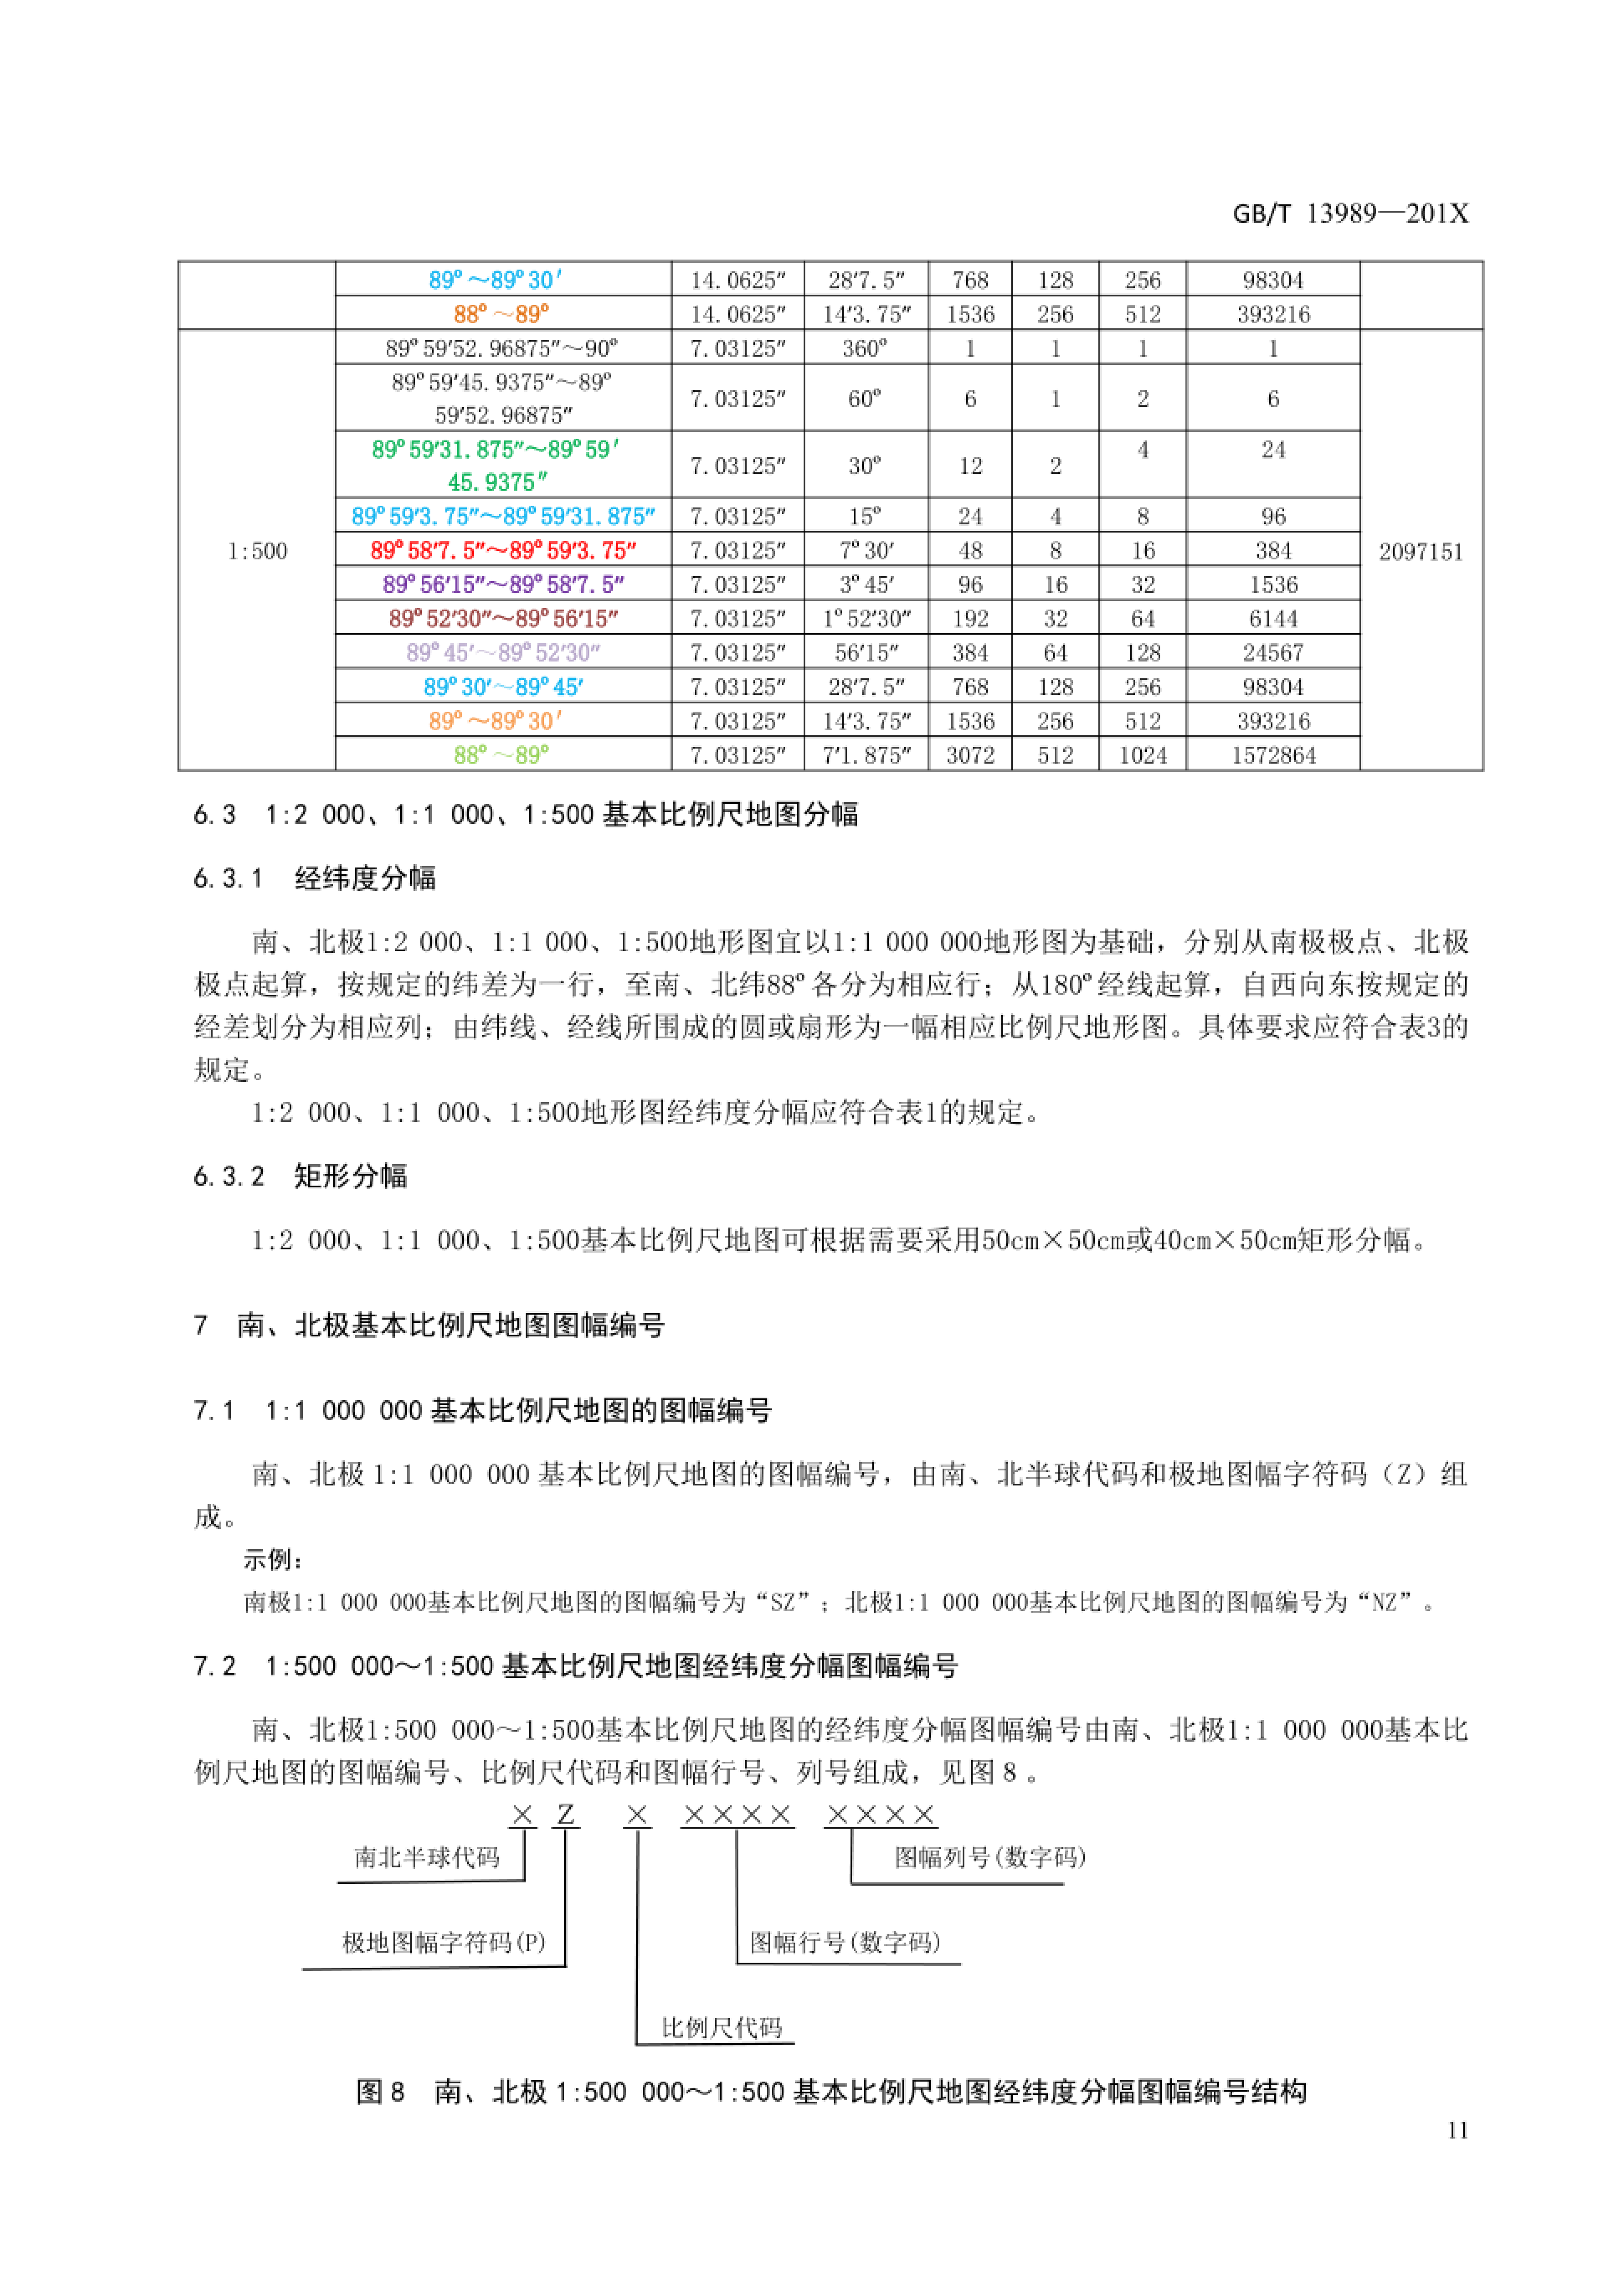 GB/T 13989—201X
89°～89°30′ 14.0625″ 28′7.5″ 768 128 256 98304
88°～89° 14.0625″ 14′3.75″ 1536 256 512 393216
89°59′52.96875″～90° 7.03125″ 360° 1 1 1 1
89°59′45.9375″～89°
59′52.96875″ 7.03125″ 60° 6 1 2 6
89°59′31.875″～89°59′
45.9375″ 7.03125″ 30° 12 2 4 24
89°59′3.75″～89°59′31.875″ 7.03125″ 15° 24 4 8 96
1:500 89°58′7.5″～89°59′3.75″ 7.03125″ 7°30′ 48 8 16 384 2097151
89°56′15″～89°58′7.5″ 7.03125″ 3°45′ 96 16 32 1536
89°52′30″～89°56′15″ 7.03125″ 1°52′30″ 192 32 64 6144
89°45′～89°52′30″ 7.03125″ 56′15″ 384 64 128 24567
89°30′～89°45′ 7.03125″ 28′7.5″ 768 128 256 98304
89°～89°30′ 7.03125″ 14′3.75″ 1536 256 512 393216
88°～89° 7.03125″ 7′1.875″ 3072 512 1024 1572864
6.3 1:2 000、1:1 000、1:500 基本比例尺地图分幅
6.3.1 经纬度分幅
南、北极1:2 000、1:1 000、1:500地形图宜以1:1 000 000地形图为基础，分别从南极极点、北极
极点起算，按规定的纬差为一行，至南、北纬88°各分为相应行；从180°经线起算，自西向东按规定的
经差划分为相应列；由纬线、经线所围成的圆或扇形为一幅相应比例尺地形图。具体要求应符合表3的
规定。
1:2 000、1:1 000、1:500地形图经纬度分幅应符合表1的规定。
6.3.2 矩形分幅
1:2 000、1:1 000、1:500基本比例尺地图可根据需要采用50cm×50cm或40cm×50cm矩形分幅。
7 南、北极基本比例尺地图图幅编号
7.1 1:1 000 000 基本比例尺地图的图幅编号
南、北极 1:1 000 000 基本比例尺地图的图幅编号，由南、北半球代码和极地图幅字符码（Z）组
成。
示例：
南极1:1 000 000基本比例尺地图的图幅编号为“SZ”；北极1:1 000 000基本比例尺地图的图幅编号为“NZ”。
7.2 1:500 000～1:500 基本比例尺地图经纬度分幅图幅编号
南、北极1:500 000～1:500基本比例尺地图的经纬度分幅图幅编号由南、北极1:1 000 000基本比
例尺地图的图幅编号、比例尺代码和图幅行号、列号组成，见图 8 。
× Z × ×××× ××××
南北半球代码 图幅列号(数字码)
极地图幅字符码(P) 图幅行号(数字码)
比例尺代码
图 8 南、北极 1:500 000～1:500 基本比例尺地图经纬度分幅图幅编号结构
11